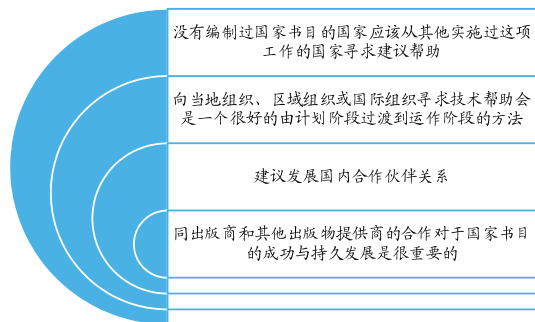 没有编制过国家书目的国家应该从其他实施过这项
工作的国家寻求建议帮助
向当地组织、区域组织或国际组织寻求技术帮助会
是一个很好的由计划阶段过渡到运作阶段的方法
建议发展国内合作伙伴关系
同出版商和其他出版物提供商的合作对于国家书目
的成功与持久发展是很重要的